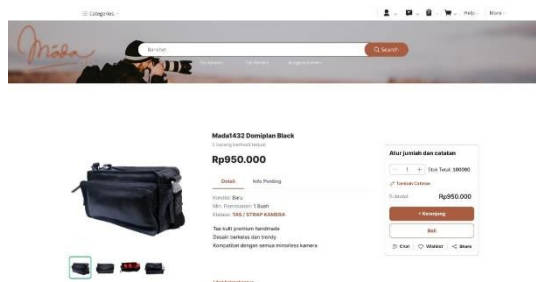 Categories
Help
More
Mada
Search
Mada1432 Domiplan Black
Rp950.000
Detail
Info Penting
Kondisi: Baru
Min. Pemesanan: 1 Buah
Etalase: TAS / STRAP KAMERA
Tas kulit premium handmade
Desain berkelas dan trendy
Kompatibel dengan semua mirrorless kamera
Atur jumlah dan catatan
- 1 +
Stok Total: 100000
Tambah Catatan
Subtotal
Rp950.000
+ Keranjang
Beli
Chat
Wishlist
Share